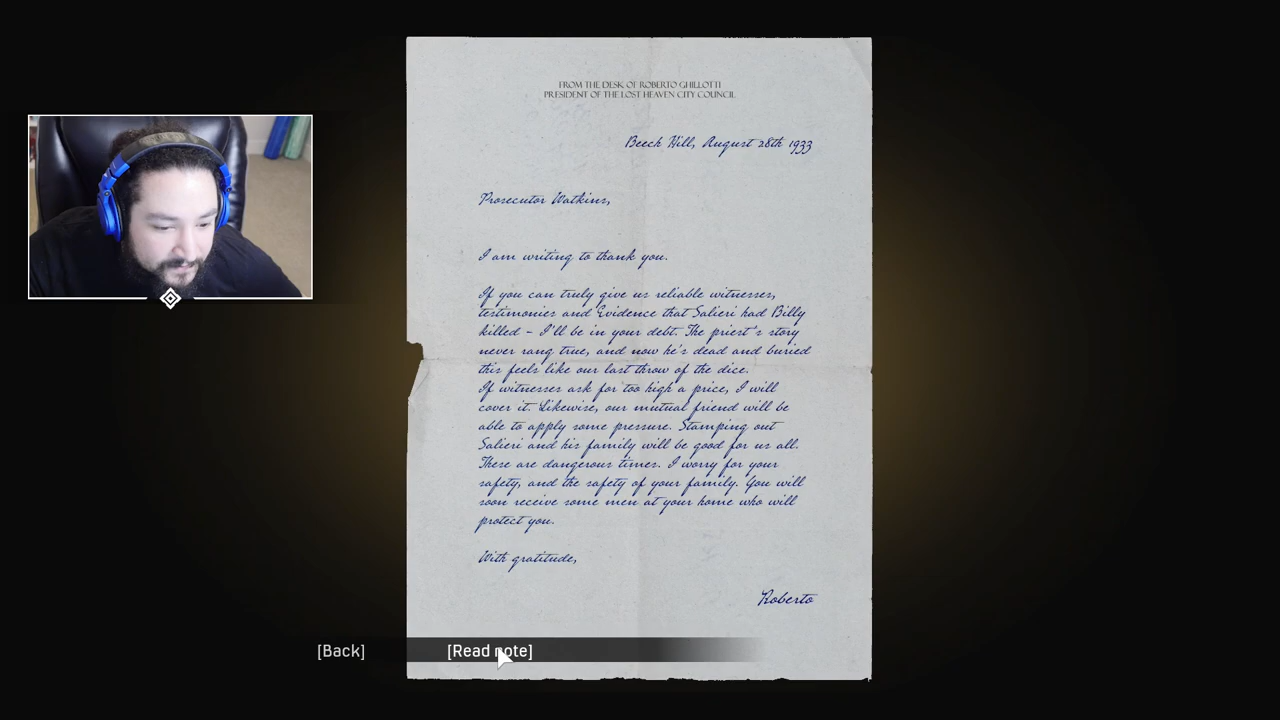 FROM THE DESK OF ROBERTO GHILLOTTI
PRESIDENT OF THE LOST HEAVEN CITY COUNCIL
Beech Hill, August 28th 1933
Prosecutor Watkins,
I am writing to thank you.
If you can truly give us reliable witnesses,
testimonies and Evidence that Salieri had Billy
killed - I'll be in your debt. The priest's story
never rang true, and now he's dead and buried
this feels like our last throw of the dice.
If witnesses ask for too high a price, I will
cover it. Likewise, our mutual friend will be
able to apply some pressure. Stamping out
Salieri and his family will be good for us all.
These are dangerous times. I worry for your
safety, and the safety of your family. You will
soon receive some men at your home who will
protect you.
With gratitude,
Roberto
[Back] [Read note]